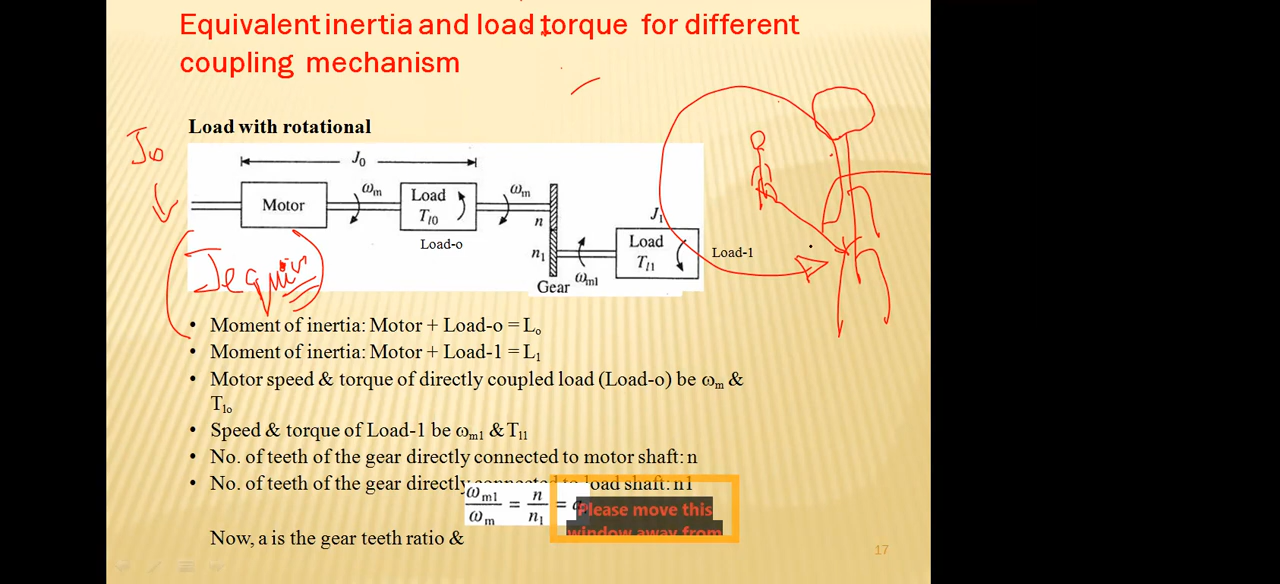 Equivalent inertia and load torque for different
coupling mechanism
Load with rotational
J₀
Jo
ωm
ωm
Motor
Load
Tl0
Load-o
n
n₁
J₁
Load
Tl1
Load-1
ωm1
Gear
Jequiv
• Moment of inertia: Motor + Load-o = Lₒ
• Moment of inertia: Motor + Load-1 = L₁
• Motor speed & torque of directly coupled load (Load-o) be ωm &
Tlo
• Speed & torque of Load-1 be ωm1 & Tl1
• No. of teeth of the gear directly connected to motor shaft: n
• No. of teeth of the gear directly connected to load shaft: n1
ωm1/ωm = n/n₁ =
Please move this
window away from
Now, a is the gear teeth ratio &
17